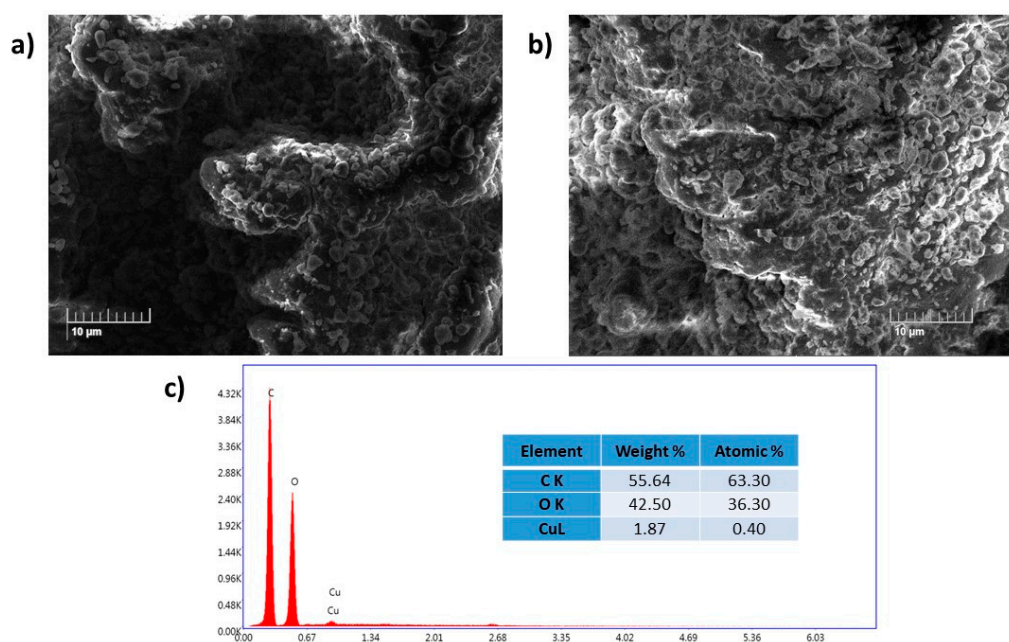 a)
b)
10 µm
10 µm
c)
4.32K
3.84K
3.36K
2.88K
2.40K
1.92K
1.44K
0.96K
0.48K
0.00K
C
O
Cu
Cu
0.00 0.67 1.34 2.01 2.68 3.35 4.02 4.69 5.36 6.03
Element Weight % Atomic %
C K 55.64 63.30
O K 42.50 36.30
CuL 1.87 0.40